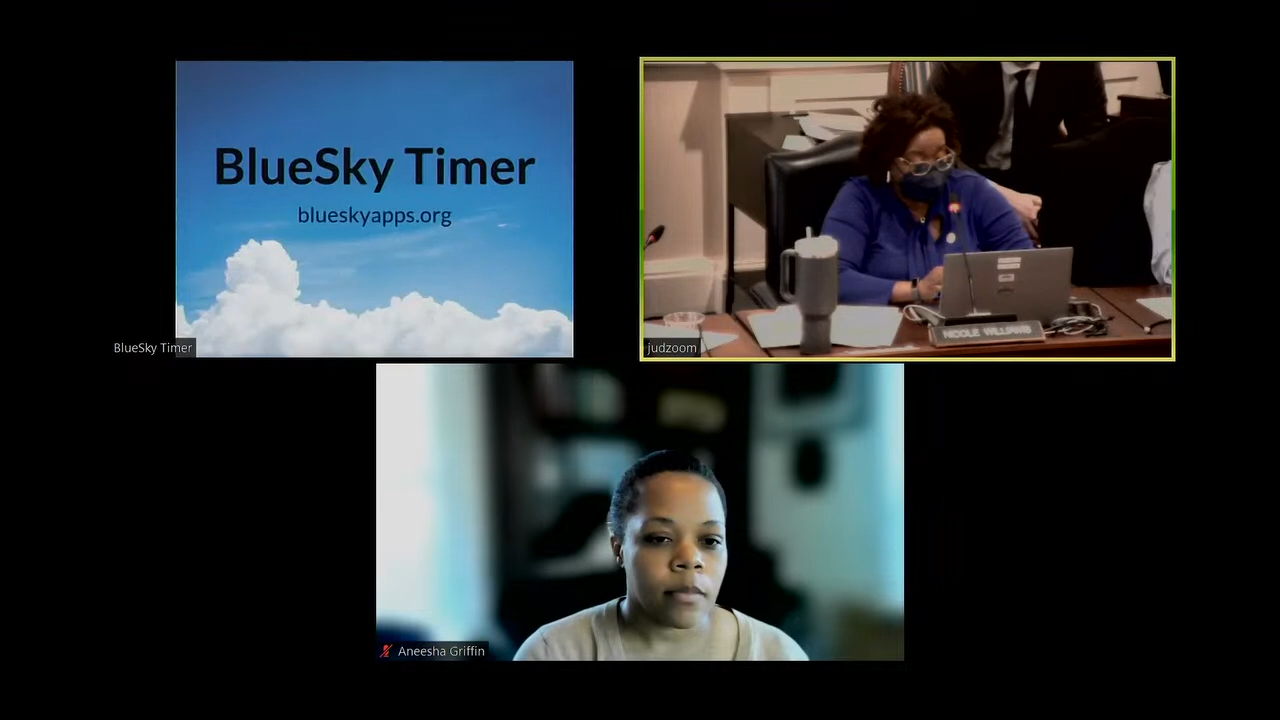 BlueSky Timer
blueskyapps.org
BlueSky Timer
judzoom
NICOLE WILLIAMS
Aneesha Griffin